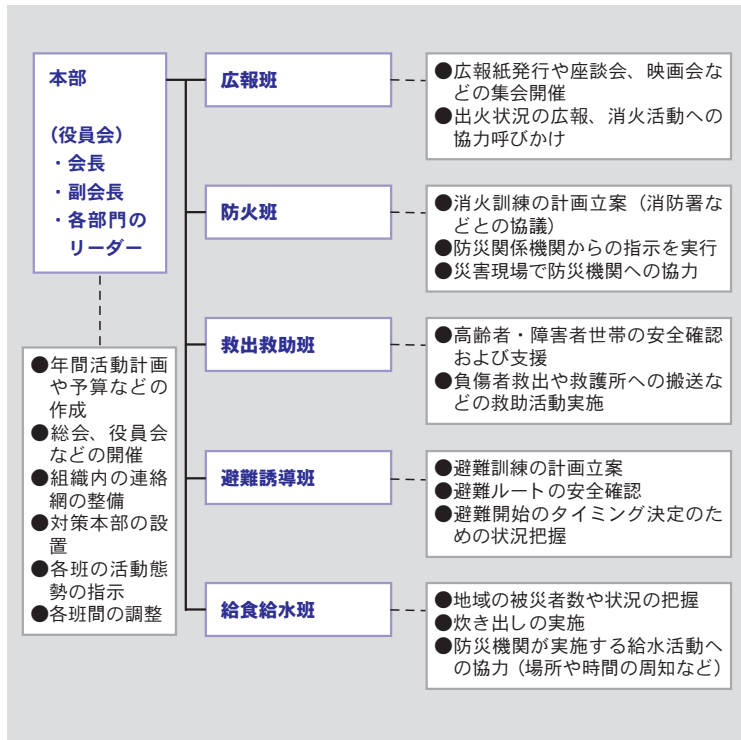 本部
(役員会)
・会長
・副会長
・各部門の
リーダー
●年間活動計画
や予算などの
作成
●総会、役員会
などの開催
●組織内の連絡
網の整備
●対策本部の設
置
●各班の活動態
勢の指示
●各班間の調整
広報班
●広報紙発行や座談会、映画会な
どの集会開催
●出火状況の広報、消火活動への
協力呼びかけ
防火班
●消火訓練の計画立案（消防署な
どとの協議）
●防災関係機関からの指示を実行
●災害現場で防災機関への協力
救出救助班
●高齢者・障害者世帯の安全確認
および支援
●負傷者救出や救護所への搬送な
どの救助活動実施
避難誘導班
●避難訓練の計画立案
●避難ルートの安全確認
●避難開始のタイミング決定のた
めの状況把握
給食給水班
●地域の被災者数や状況の把握
●炊き出しの実施
●防災機関が実施する給水活動へ
の協力（場所や時間の周知など）